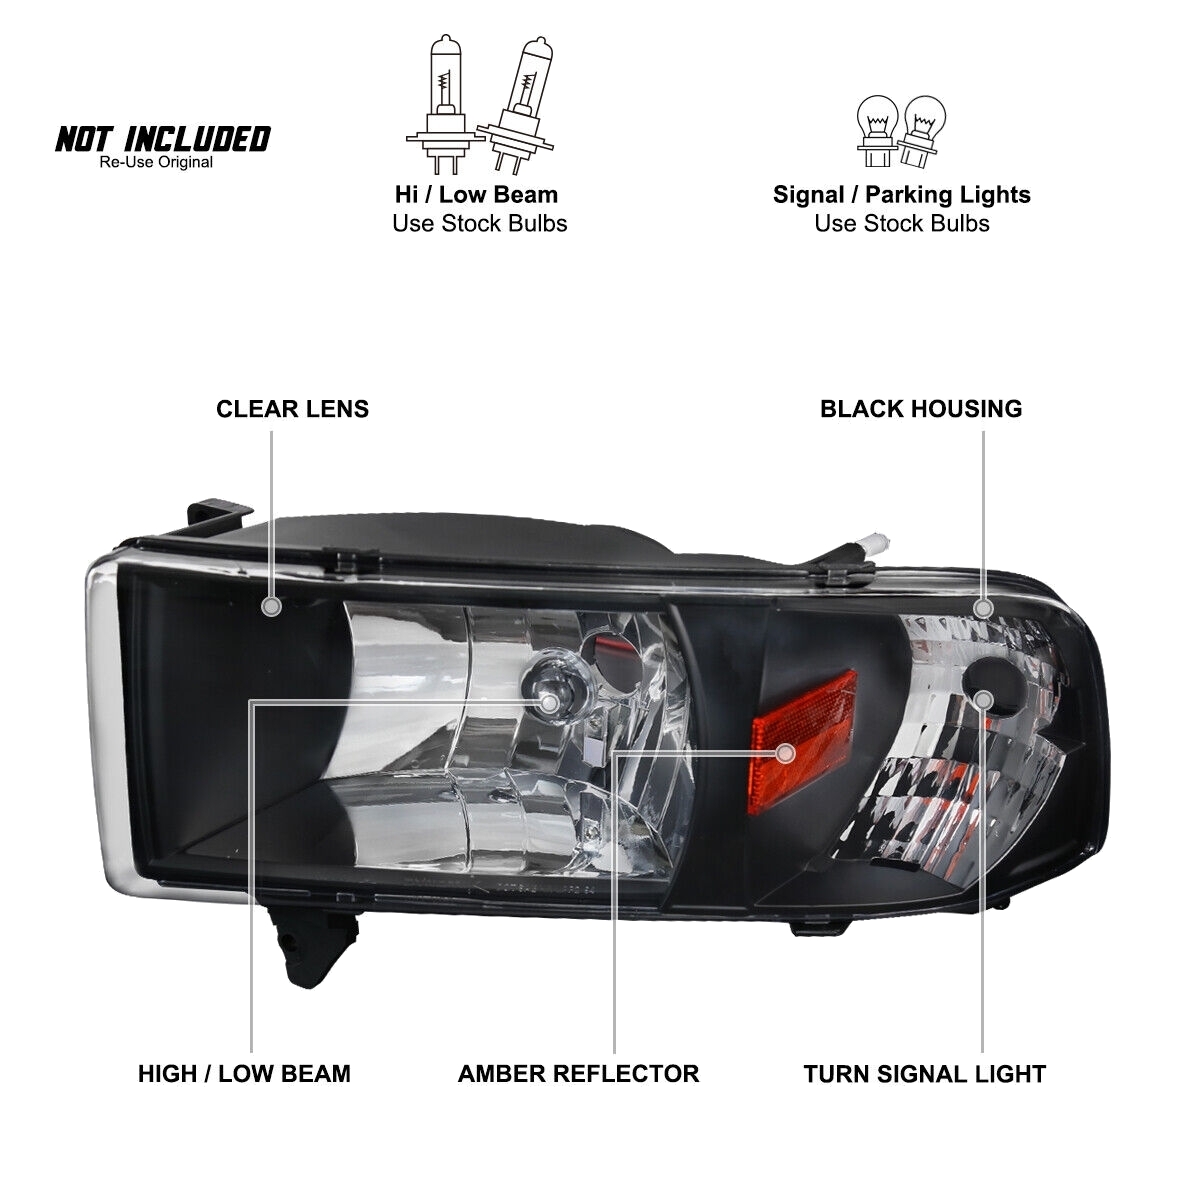 NOT INCLUDED
Re-Use Original
Hi / Low Beam
Use Stock Bulbs
Signal / Parking Lights
Use Stock Bulbs
CLEAR LENS
BLACK HOUSING
HIGH / LOW BEAM
AMBER REFLECTOR
TURN SIGNAL LIGHT